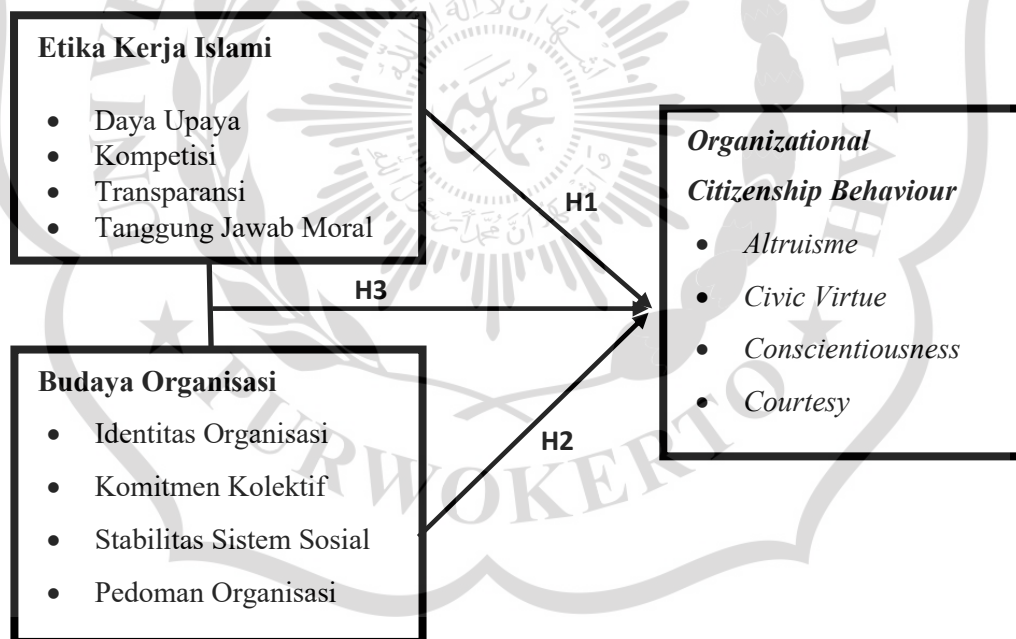 Etika Kerja Islami
• Daya Upaya
• Kompetisi
• Transparansi
• Tanggung Jawab Moral
H1
H3
Organizational
Citizenship Behaviour
• Altruisme
• Civic Virtue
• Conscientiousness
• Courtesy
Budaya Organisasi
• Identitas Organisasi
• Komitmen Kolektif
• Stabilitas Sistem Sosial
• Pedoman Organisasi
H2
PURWOKERTO